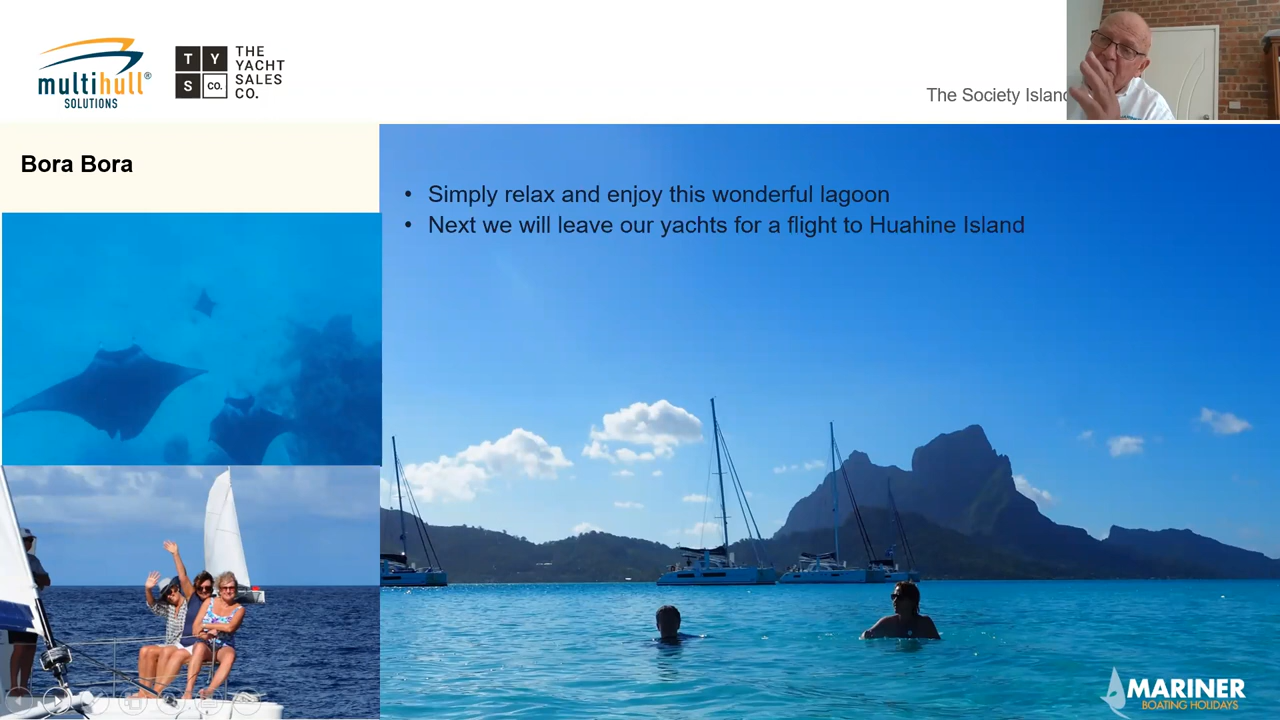 multihull®
SOLUTIONS
T Y S CO.
THE
YACHT
SALES
CO.
The Society Island
Bora Bora
• Simply relax and enjoy this wonderful lagoon
• Next we will leave our yachts for a flight to Huahine Island
MARINER
BOATING HOLIDAYS